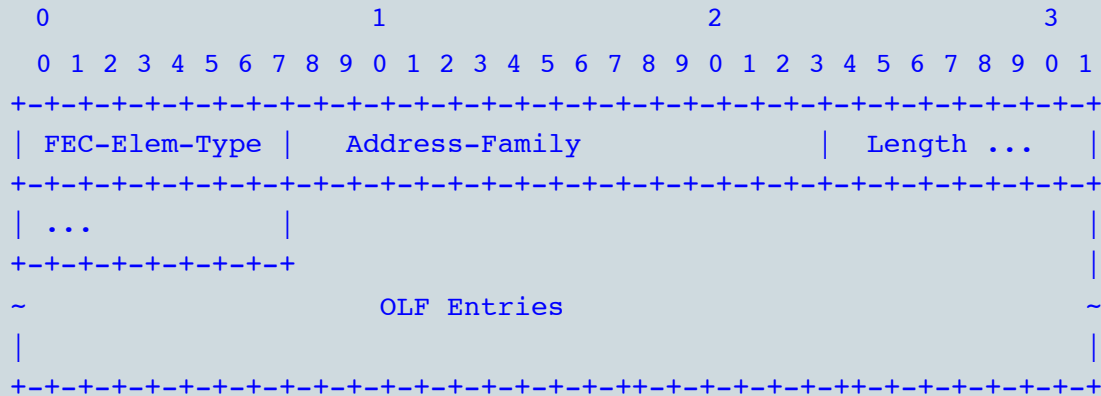 0                   1                   2                   3
0 1 2 3 4 5 6 7 8 9 0 1 2 3 4 5 6 7 8 9 0 1 2 3 4 5 6 7 8 9 0 1
+-+-+-+-+-+-+-+-+-+-+-+-+-+-+-+-+-+-+-+-+-+-+-+-+-+-+-+-+-+-+-+-+
| FEC-Elem-Type |   Address-Family              |  Length ...   |
+-+-+-+-+-+-+-+-+-+-+-+-+-+-+-+-+-+-+-+-+-+-+-+-+-+-+-+-+-+-+-+-+
| ...           |                                               |
+-+-+-+-+-+-+-+-+                                               |
~                     OLF Entries                               ~
|                                                               |
+-+-+-+-+-+-+-+-+-+-+-+-+-+-+-+-+-+-++-+-+-+-+-+-++-+-+-+-+-+-+-+